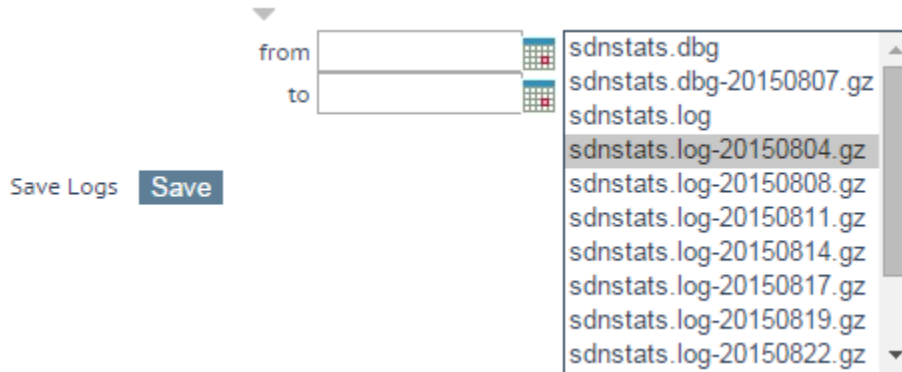 from
to
Save Logs
Save
sdnstats.dbg
sdnstats.dbg-20150807.gz
sdnstats.log
sdnstats.log-20150804.gz
sdnstats.log-20150808.gz
sdnstats.log-20150811.gz
sdnstats.log-20150814.gz
sdnstats.log-20150817.gz
sdnstats.log-20150819.gz
sdnstats.log-20150822.gz